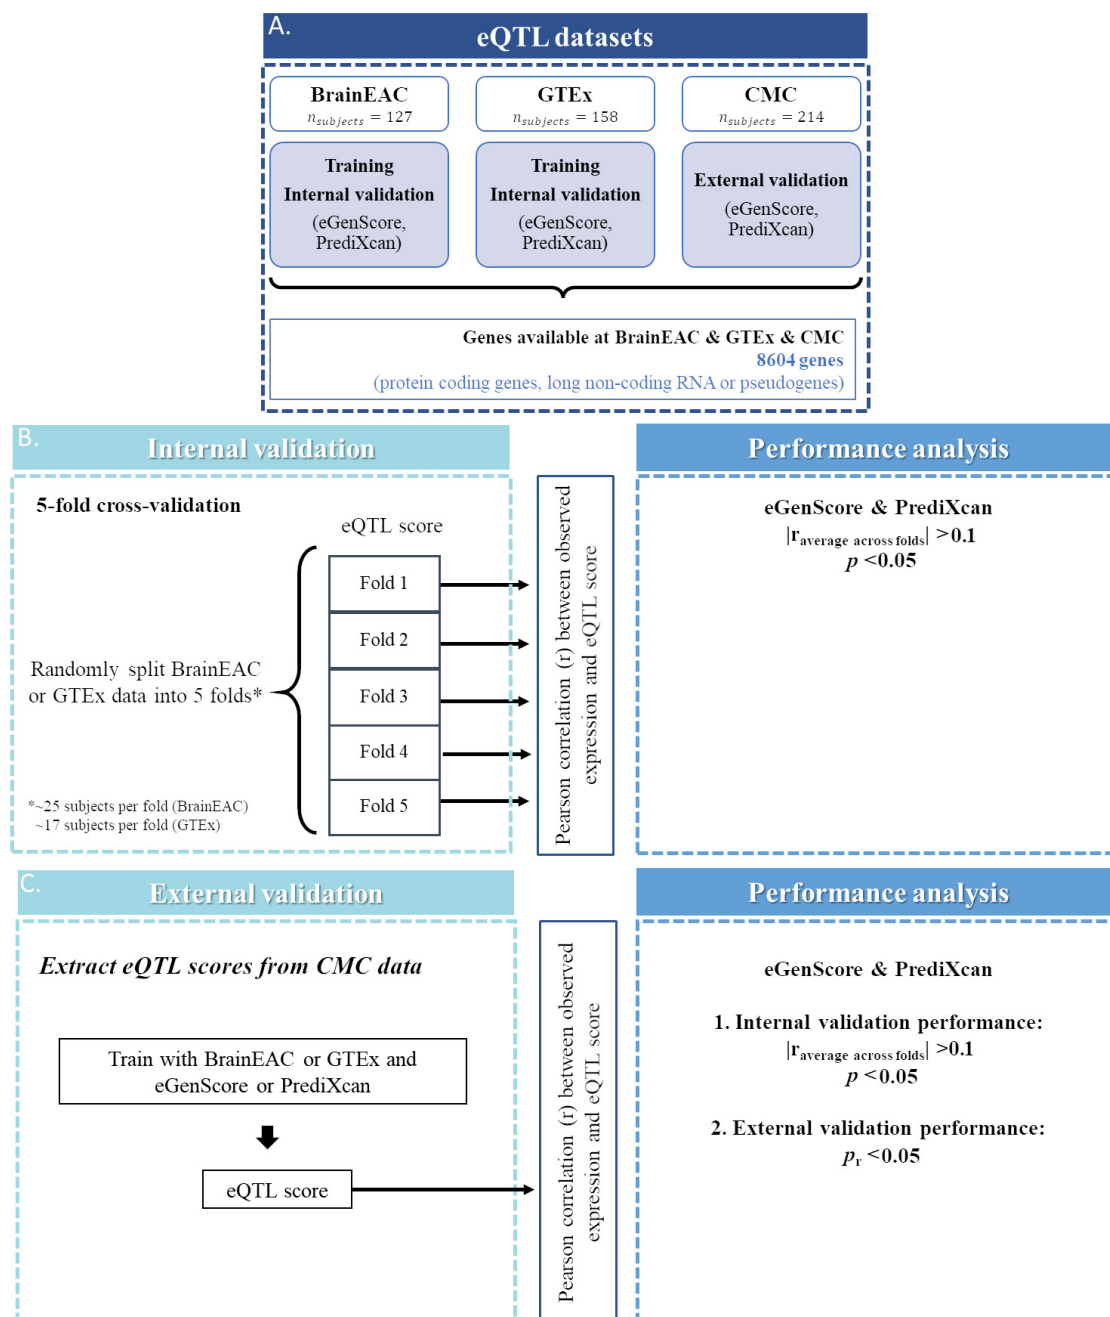 A.
eQTL datasets
BrainEAC
n_subjects = 127
GTEx
n_subjects = 158
CMC
n_subjects = 214
Training
Internal validation
(eGenScore,
PrediXcan)
Training
Internal validation
(eGenScore,
PrediXcan)
External validation
(eGenScore,
PrediXcan)
Genes available at BrainEAC & GTEx & CMC
8604 genes
(protein coding genes, long non-coding RNA or pseudogenes)
B.
Internal validation
5-fold cross-validation
eQTL score
Fold 1
Fold 2
Fold 3
Fold 4
Fold 5
Randomly split BrainEAC
or GTEx data into 5 folds*
*~25 subjects per fold (BrainEAC)
~17 subjects per fold (GTEx)
Pearson correlation (r) between observed
expression and eQTL score
Performance analysis
eGenScore & PrediXcan
|r_average across folds| >0.1
p <0.05
C.
External validation
Extract eQTL scores from CMC data
Train with BrainEAC or GTEx and
eGenScore or PrediXcan
eQTL score
Pearson correlation (r) between observed
expression and eQTL score
Performance analysis
eGenScore & PrediXcan
1. Internal validation performance:
|r_average across folds| >0.1
p <0.05
2. External validation performance:
p_r <0.05